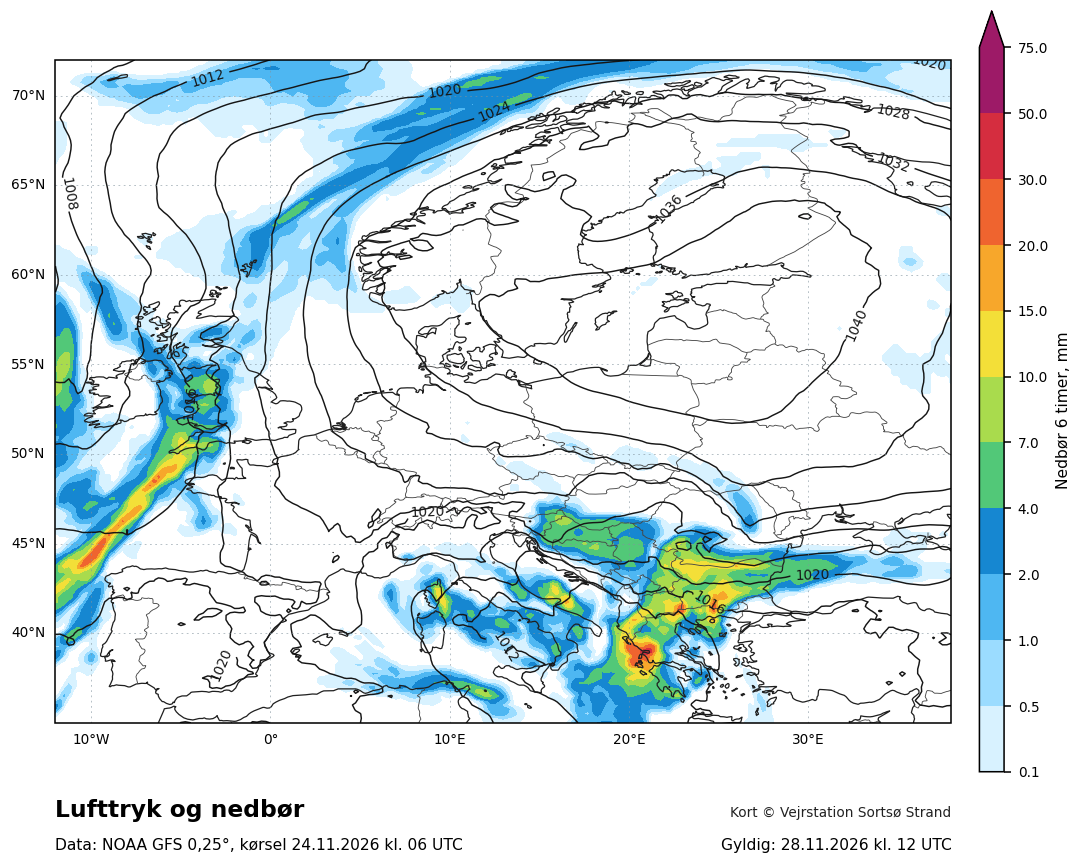 75.0
50.0
30.0
20.0
15.0
10.0
7.0
4.0
2.0
1.0
0.5
0.1
Nedbør 6 timer, mm
70°N
65°N
60°N
55°N
50°N
45°N
40°N
10°W
0°
10°E
20°E
30°E
1012
1020
1024
1020
1028
1032
1036
1040
1008
1016
1020
1020
1016
1012
1020
Lufttryk og nedbør
Kort © Vejrstation Sortsø Strand
Data: NOAA GFS 0,25°, kørsel 24.11.2026 kl. 06 UTC
Gyldig: 28.11.2026 kl. 12 UTC